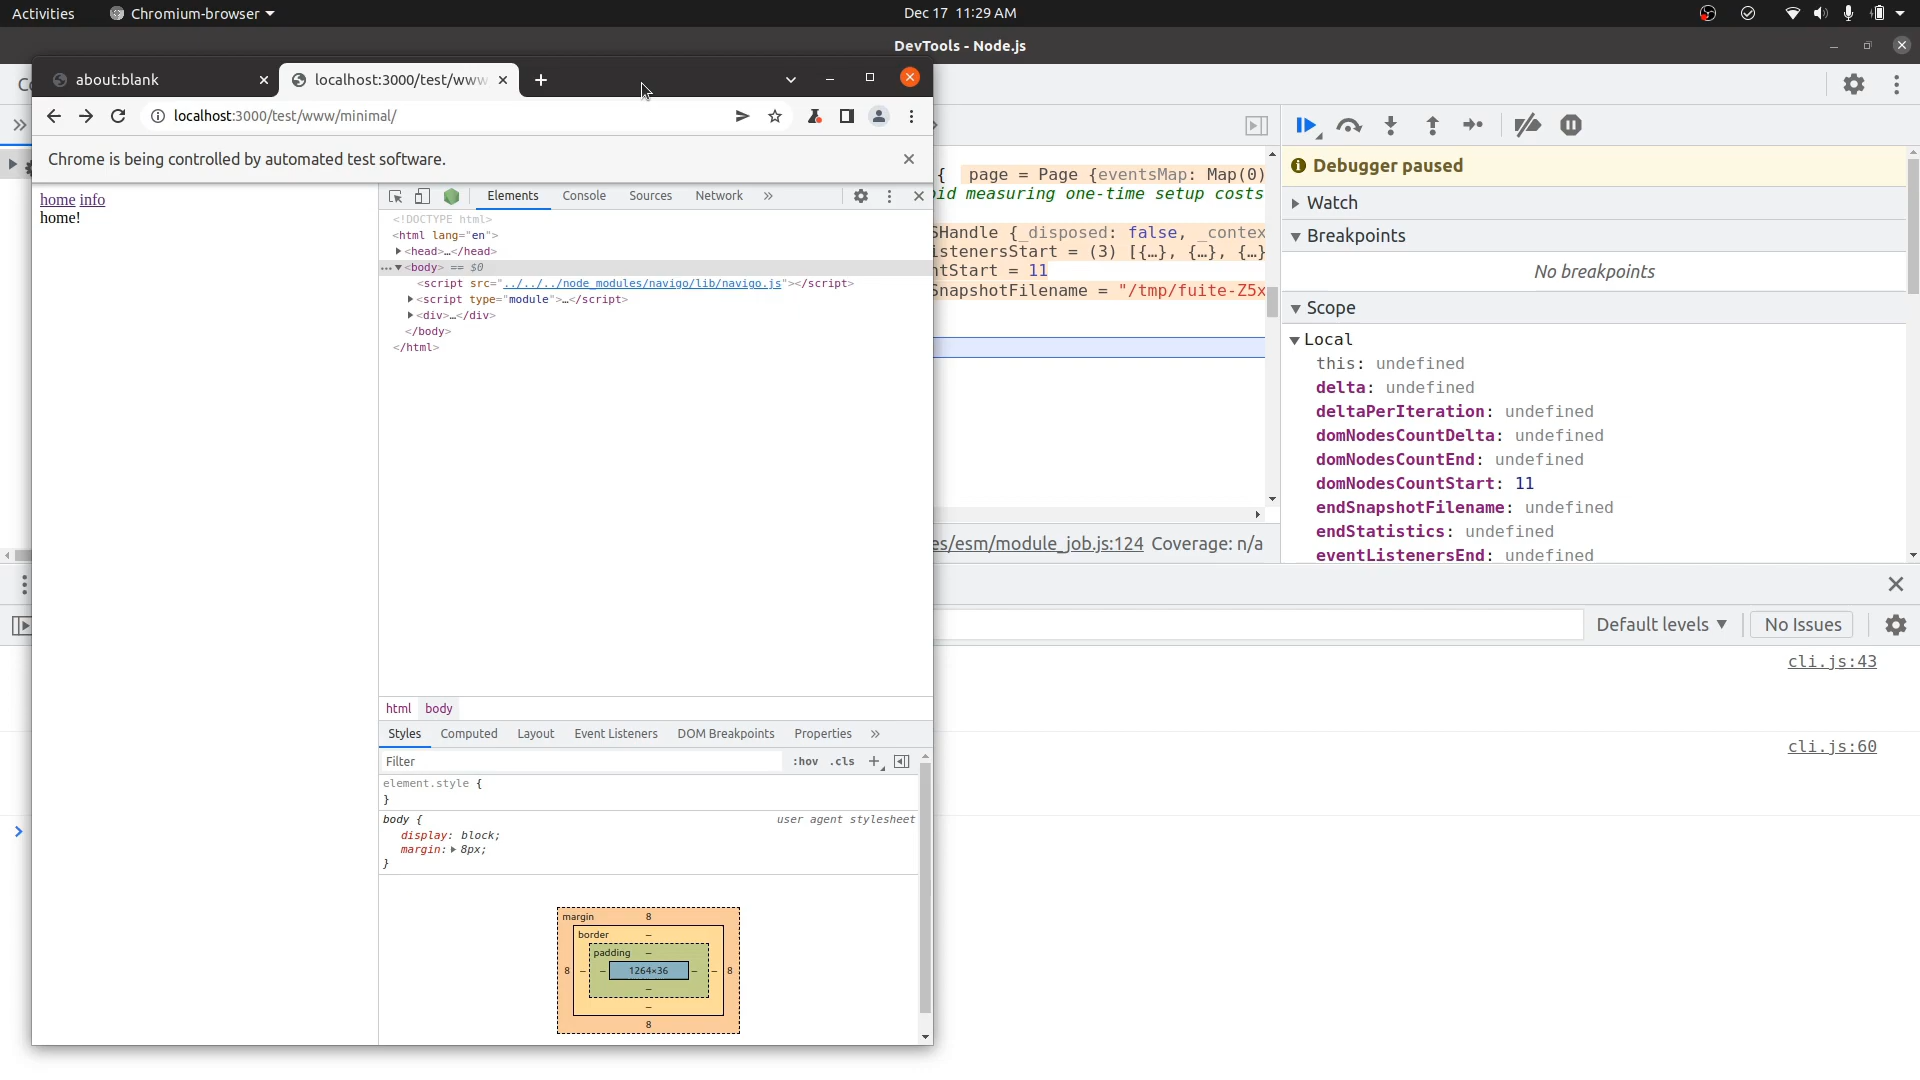 Activities
Chromium-browser
Dec 17 11:29 AM
DevTools - Node.js
about:blank
localhost:3000/test/www
localhost:3000/test/www/minimal/
Chrome is being controlled by automated test software.
home info
home!
Elements Console Sources Network »
<!DOCTYPE html>
<html lang="en">
<head>…</head>
<body> == $0
<script src="../../../node_modules/navigo/lib/navigo.js"></script>
<script type="module">…</script>
<div>…</div>
</body>
</html>
html body
Styles Computed Layout Event Listeners DOM Breakpoints Properties »
Filter
:hov .cls +
element.style {
}
body {
user agent stylesheet
display: block;
margin: 8px;
}
margin 8
border –
padding –
8 – – 1264×36 – – 8
–
–
8
{ page = Page {eventsMap: Map(0)
id measuring one-time setup costs
SHandle {_disposed: false, _contex
istenersStart = (3) [{…}, {…}, {…}
ntStart = 11
SnapshotFilename = "/tmp/fuite-Z5x
es/esm/module_job.js:124 Coverage: n/a
Debugger paused
Watch
Breakpoints
No breakpoints
Scope
Local
this: undefined
delta: undefined
deltaPerIteration: undefined
domNodesCountDelta: undefined
domNodesCountEnd: undefined
domNodesCountStart: 11
endSnapshotFilename: undefined
endStatistics: undefined
eventListenersEnd: undefined
Default levels ▼
No Issues
cli.js:43
cli.js:60